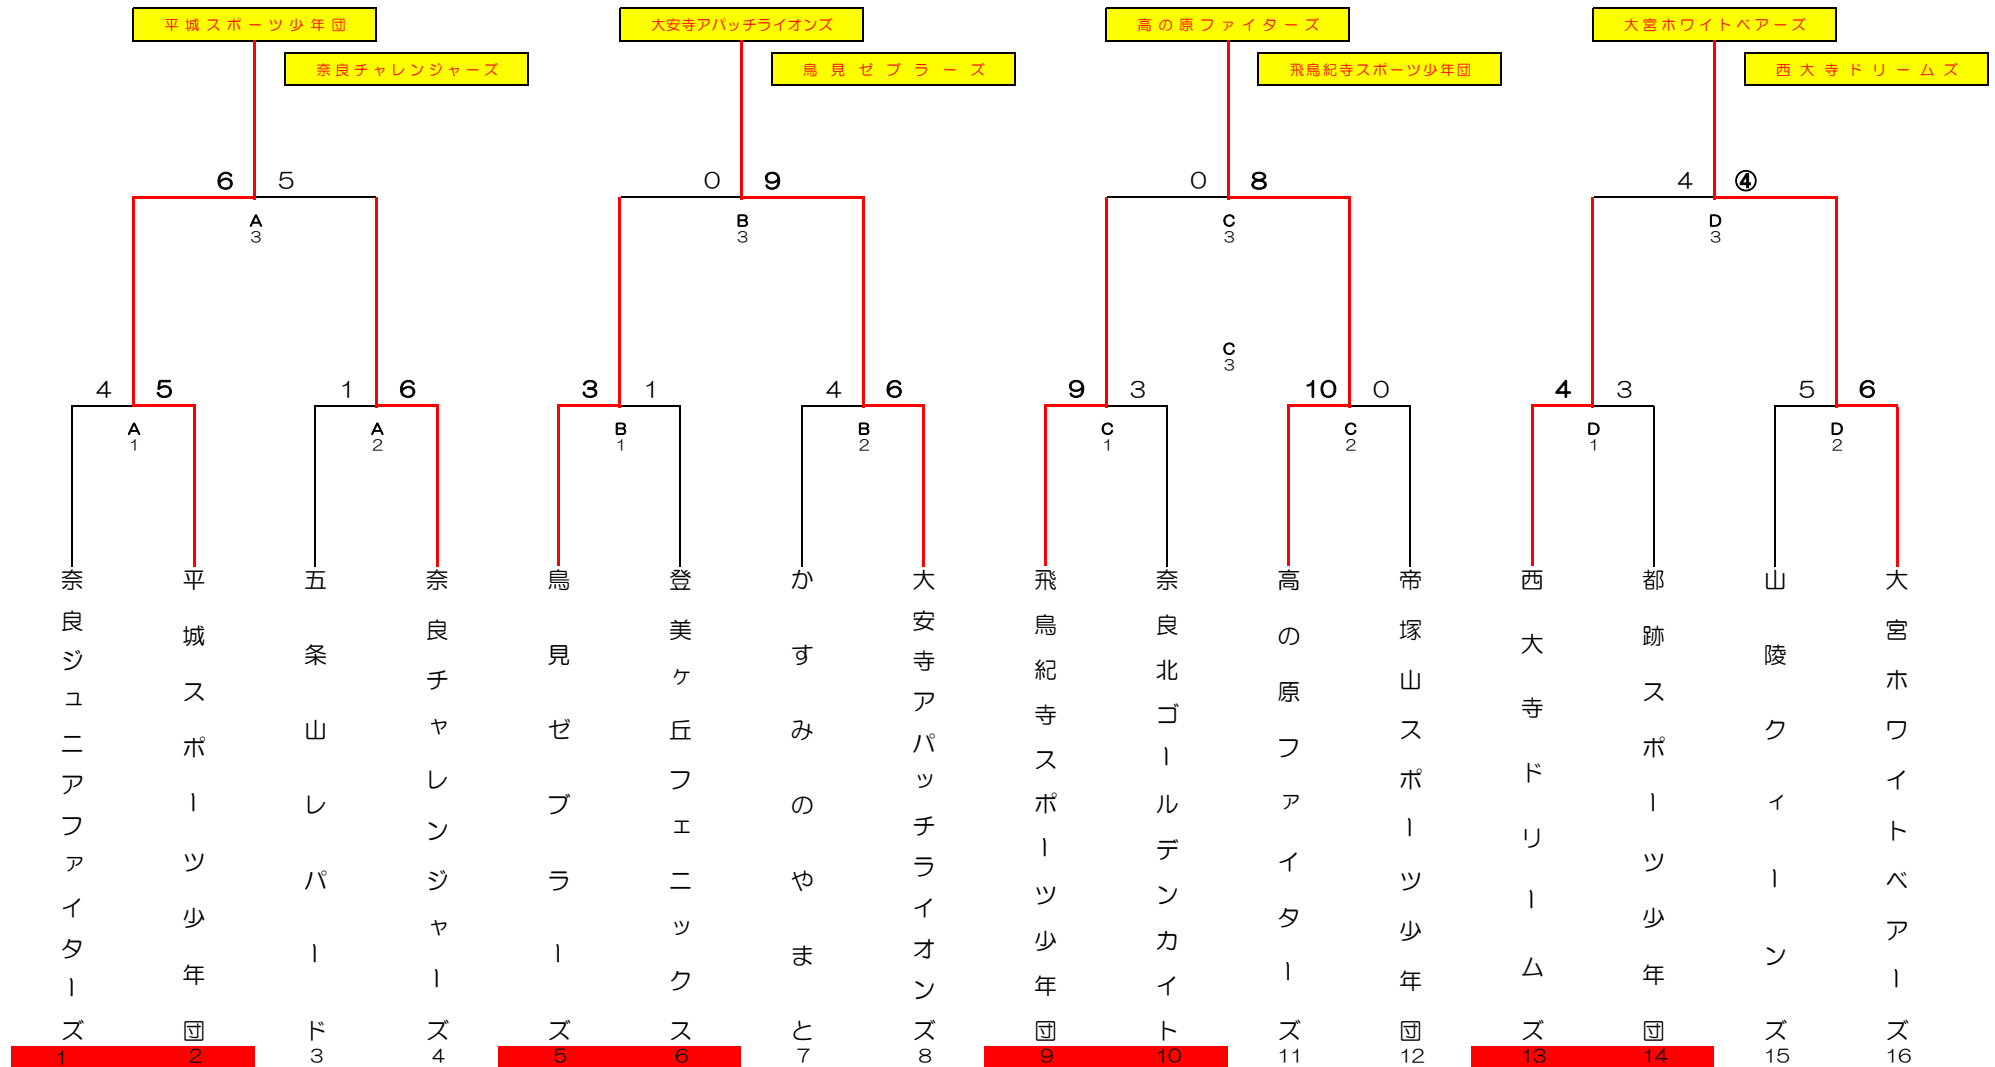 平城スポーツ少年団
大安寺アパッチライオンズ
高の原ファイターズ
大宮ホワイトベアーズ
奈良チャレンジャーズ
鳥見ゼブラーズ
飛鳥紀寺スポーツ少年団
西大寺ドリームズ
6 5
0 9
0 8
4 ④
A
3
B
3
C
3
D
3
C
3
4 5
1 6
3 1
4 6
9 3
10 0
4 3
5 6
A
1
A
2
B
1
B
2
C
1
C
2
D
1
D
2
奈良ジュニアファイターズ
平城スポーツ少年団
五条山レパード
奈良チャレンジャーズ
鳥見ゼブラーズ
登美ヶ丘フェニックス
かすみのやまと
大安寺アパッチライオンズ
飛鳥紀寺スポーツ少年団
奈良北ゴールデンカイト
高の原ファイターズ
帝塚山スポーツ少年団
西大寺ドリームズ
都跡スポーツ少年団
山陵クィーンズ
大宮ホワイトベアーズ
1 2 3 4 5 6 7 8 9 10 11 12 13 14 15 16